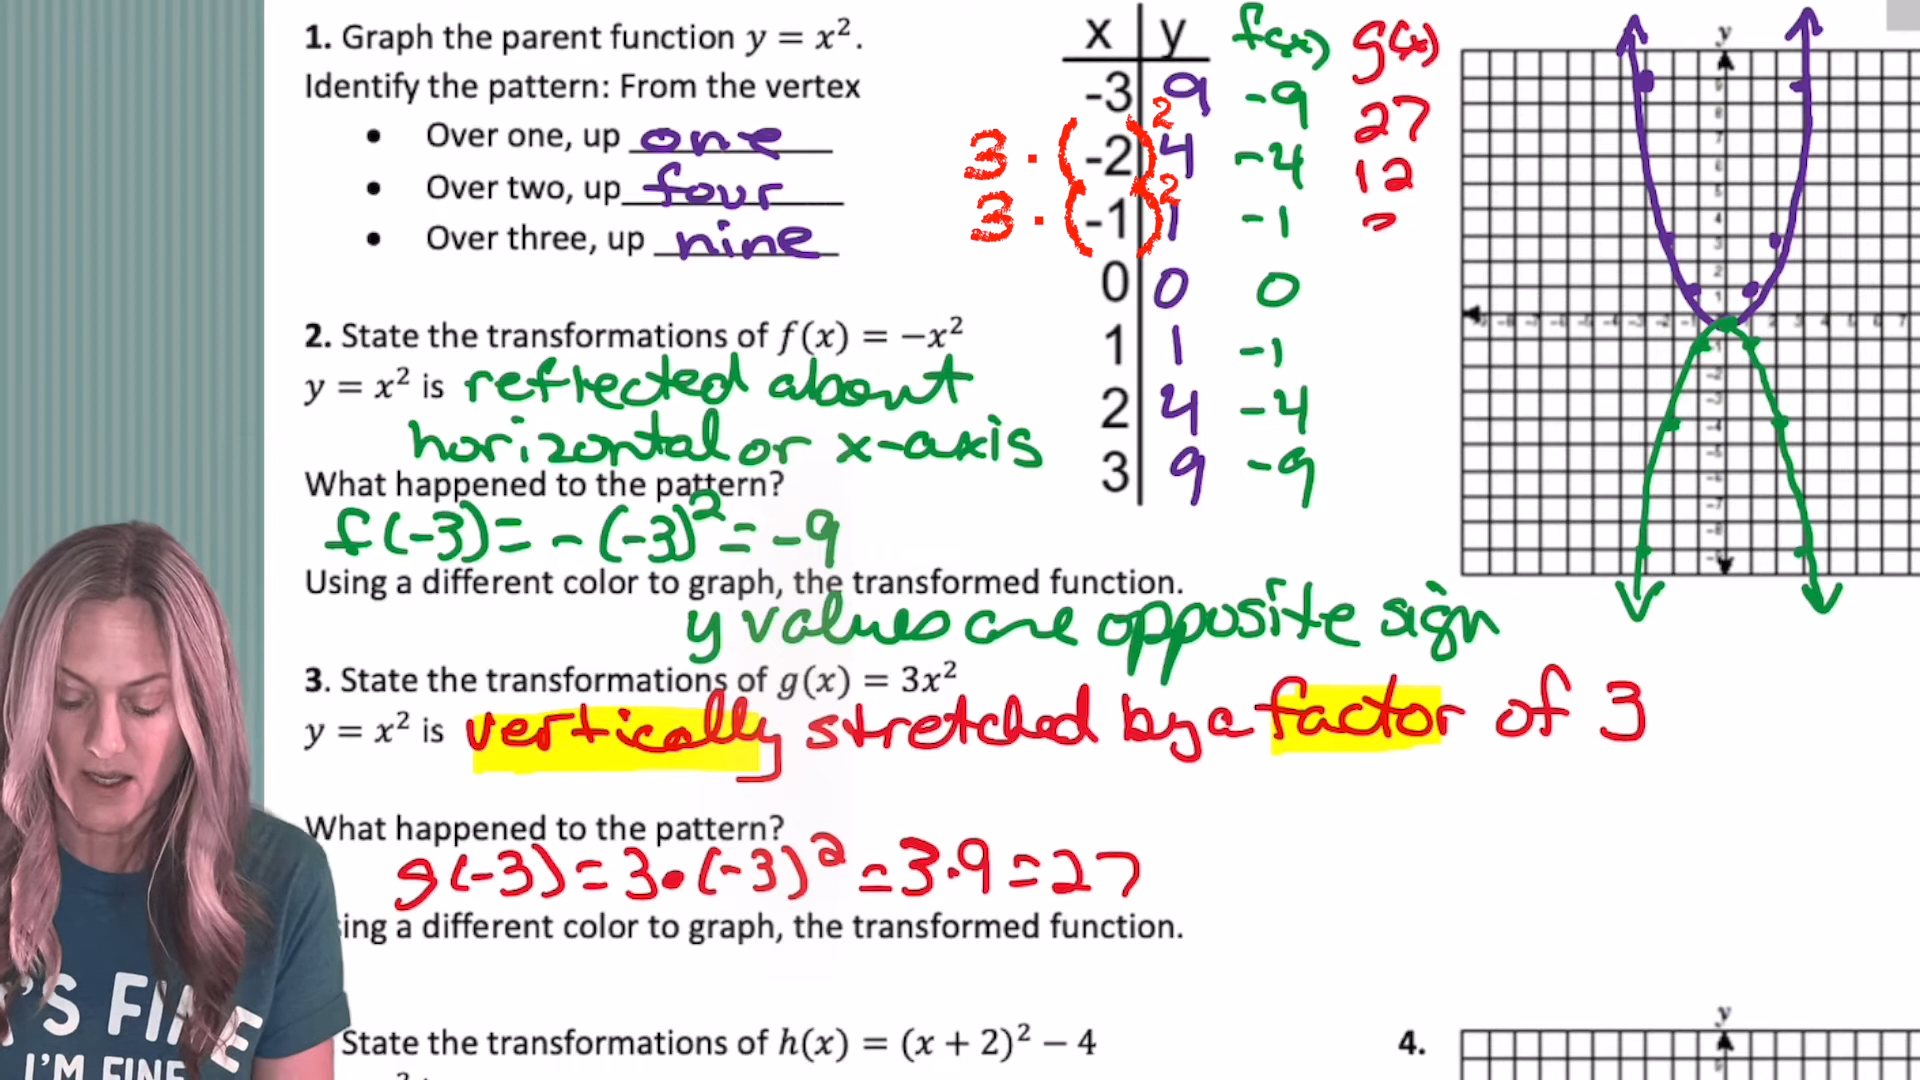 1. Graph the parent function y = x².
Identify the pattern: From the vertex
• Over one, up one
• Over two, up four
• Over three, up nine
x y f(x) g(x)
-3 9 -9 27
3 · (-2)² 4 -4 12
3 · (-1)² 1 -1
0 0 0
1 1 -1
2 4 -4
3 9 -9
2. State the transformations of f(x) = −x²
y = x² is reflected about
horizontal or x-axis
What happened to the pattern?
f(-3) = -(-3)² = -9
Using a different color to graph, the transformed function.
y values are opposite sign
3. State the transformations of g(x) = 3x²
y = x² is vertically stretched by a factor of 3
What happened to the pattern?
g(-3) = 3 • (-3)² = 3·9 = 27
ing a different color to graph, the transformed function.
State the transformations of h(x) = (x + 2)² − 4
4.
y
y
'S FINE
I'M FINE